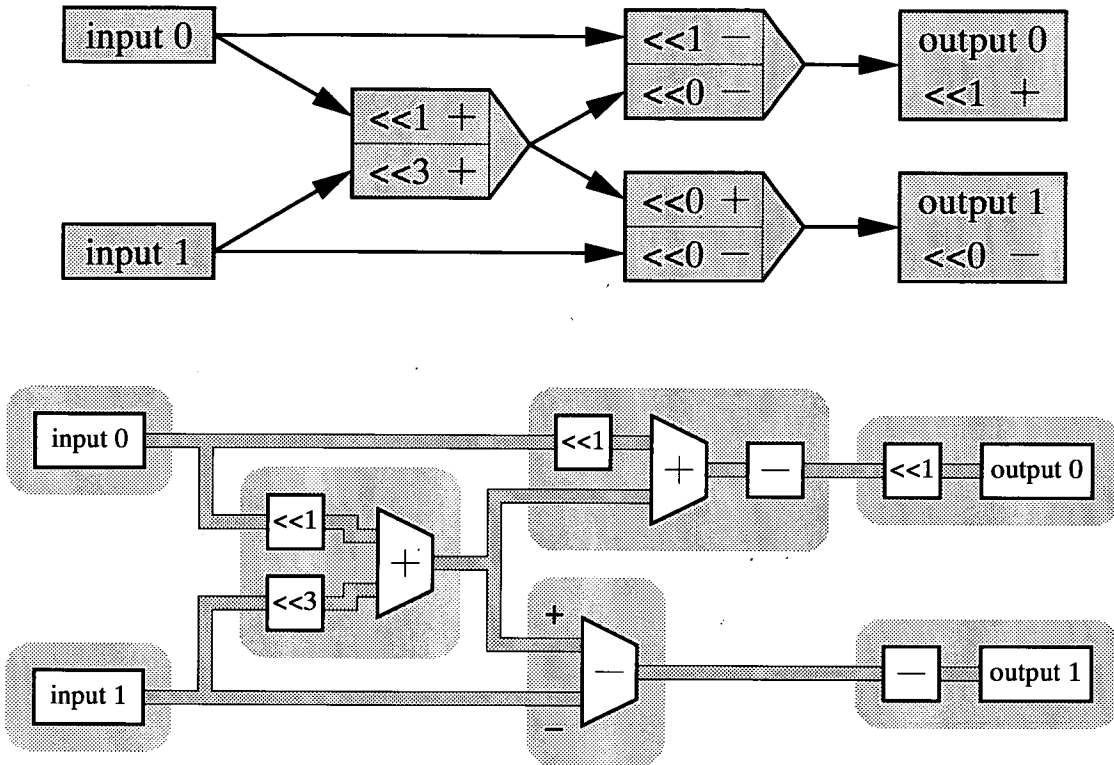 input 0
<<1 −
<<0 −
output 0
<<1 +
<<1 +
<<3 +
input 1
<<0 +
<<0 −
output 1
<<0 −
input 0
<<1
+
−
<<1
output 0
<<1
+
<<3
input 1
+
−
−
−
output 1